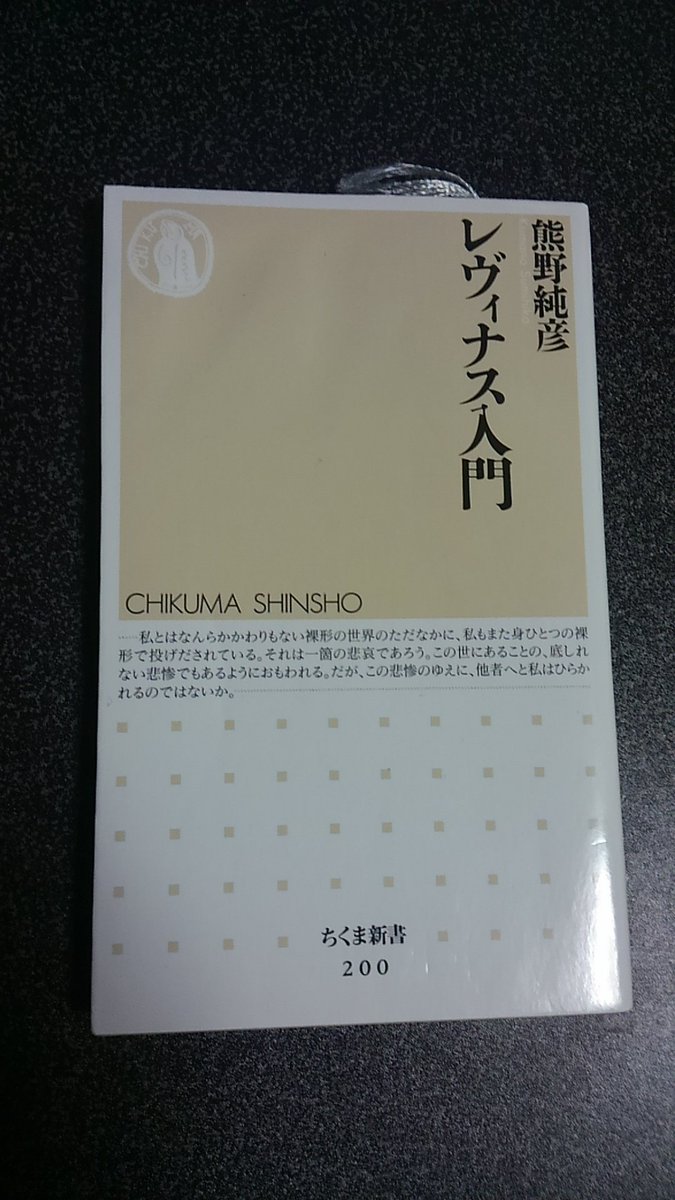 熊野純彦
レヴィナス入門
CHIKUMA SHINSHO
……私とはなんらかかわりもない裸形の世界のただなかに、私もまた身ひとつの裸
形で投げだされている。それは一箇の悲哀であろう。この世にあることの、底しれ
ない悲惨でもあるようにおもわれる。だが、この悲惨のゆえに、他者へと私はひらか
れるのではないか。
ちくま新書
200